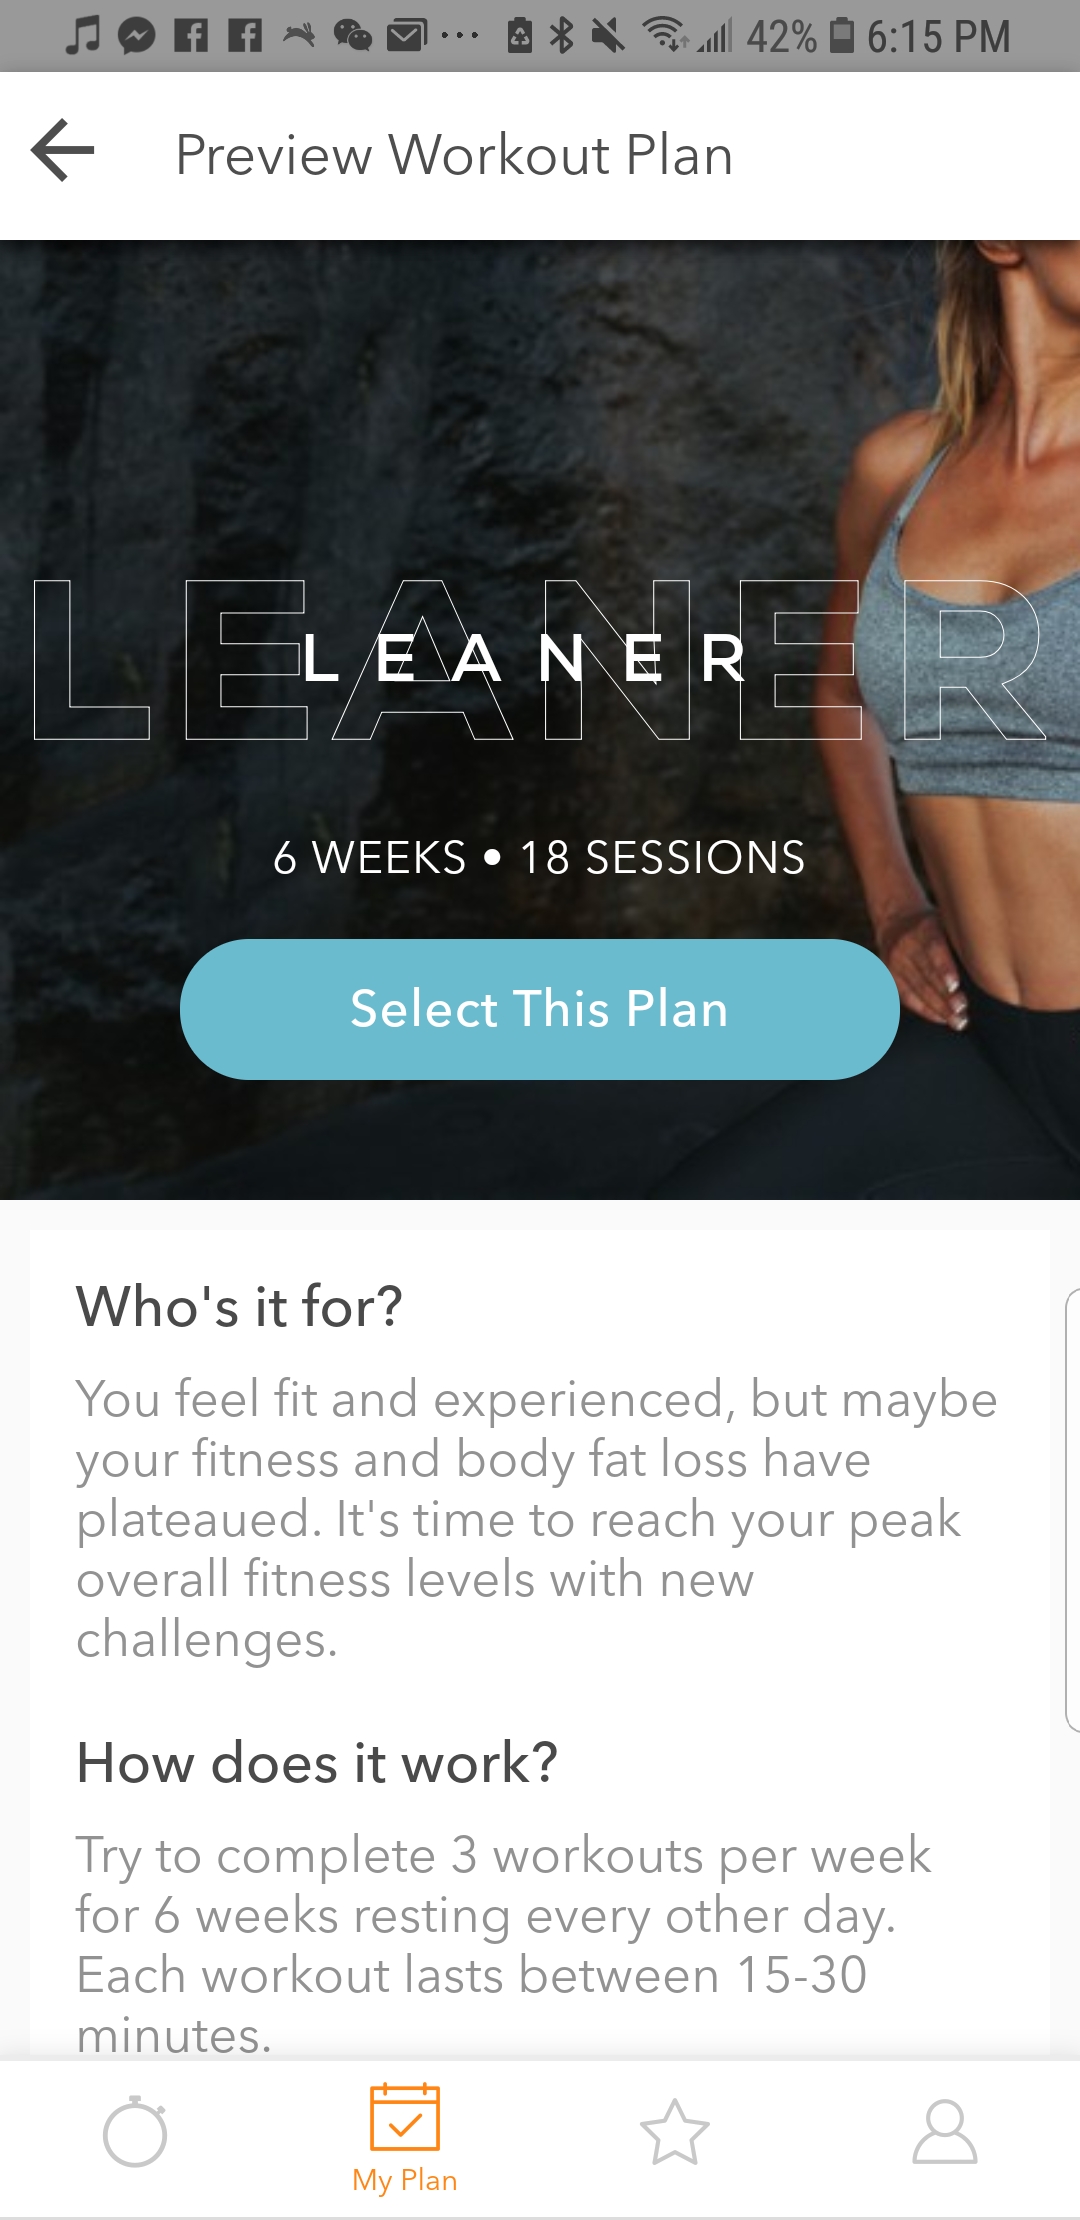 42% 6:15 PM
Preview Workout Plan
LEANER
LEANER
6 WEEKS • 18 SESSIONS
Select This Plan
Who's it for?
You feel fit and experienced, but maybe
your fitness and body fat loss have
plateaued. It's time to reach your peak
overall fitness levels with new
challenges.
How does it work?
Try to complete 3 workouts per week
for 6 weeks resting every other day.
Each workout lasts between 15-30
minutes.
My Plan